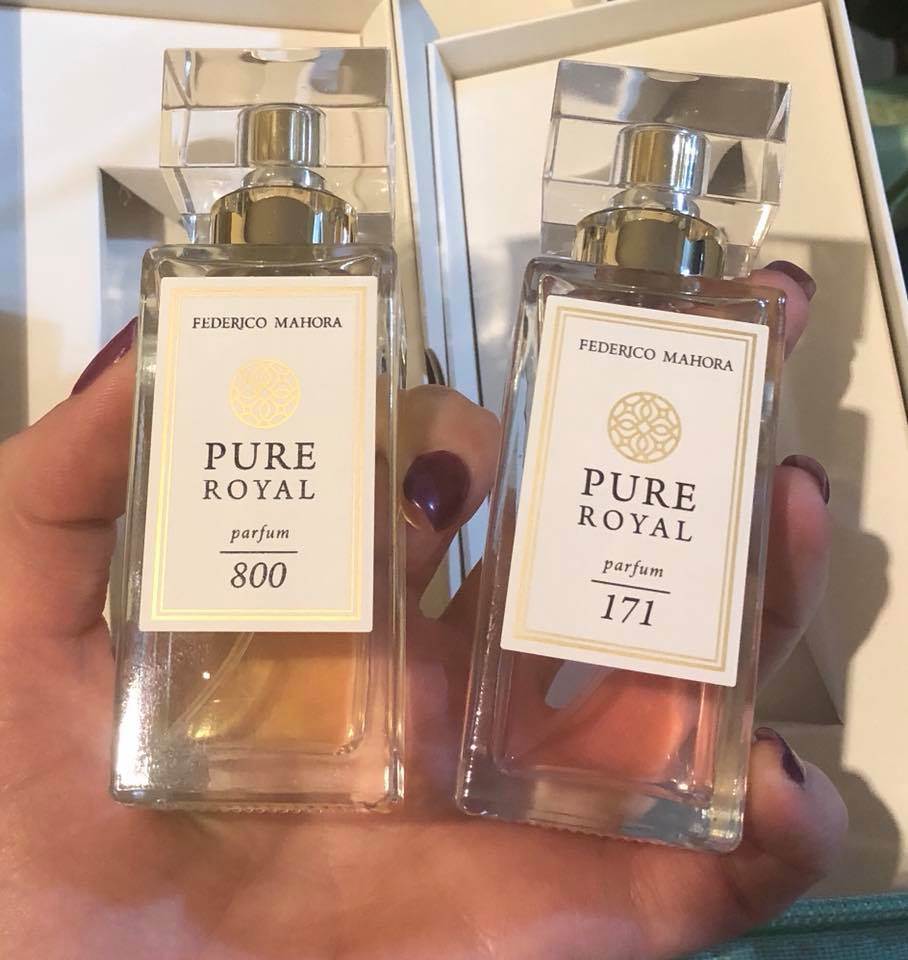 FEDERICO MAHORA
PURE
ROYAL
parfum
800
FEDERICO MAHORA
PURE
ROYAL
parfum
171